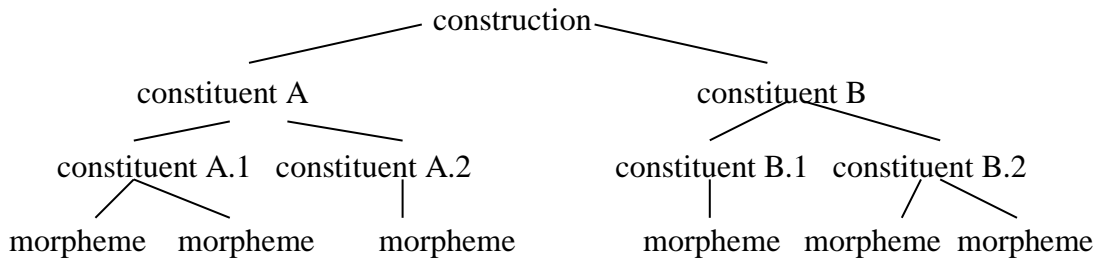 construction
constituent A constituent B
constituent A.1 constituent A.2 constituent B.1 constituent B.2
morpheme morpheme morpheme morpheme morpheme morpheme